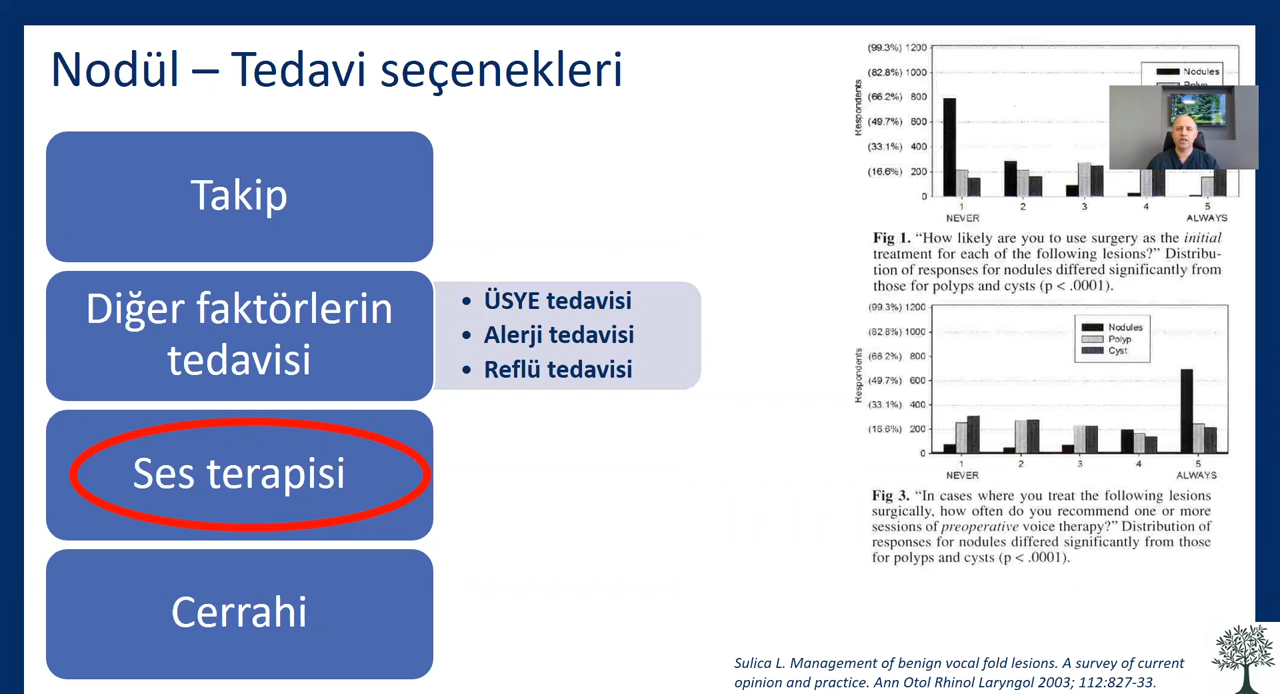 Nodül – Tedavi seçenekleri
Takip
Diğer faktörlerin
tedavisi
• ÜSYE tedavisi
• Alerji tedavisi
• Reflü tedavisi
Ses terapisi
Cerrahi
(99.3%) 1200
(82.8%) 1000
(66.2%) 800
(49.7%) 600
(33.1%) 400
(16.6%) 200
0
Respondents
Nodules
1 2 3 4 5
NEVER ALWAYS
Fig 1. “How likely are you to use surgery as the initial
treatment for each of the following lesions?” Distribu-
tion of responses for nodules differed significantly from
those for polyps and cysts (p < .0001).
(99.3%) 1200
(82.8%) 1000
(66.2%) 800
(49.7%) 600
(33.1%) 400
(16.6%) 200
0
Respondents
Nodules
Polyp
Cyst
1 2 3 4 5
NEVER ALWAYS
Fig 3. “In cases where you treat the following lesions
surgically, how often do you recommend one or more
sessions of preoperative voice therapy?” Distribution of
responses for nodules differed significantly from those
for polyps and cysts (p < .0001).
Sulica L. Management of benign vocal fold lesions. A survey of current
opinion and practice. Ann Otol Rhinol Laryngol 2003; 112:827-33.